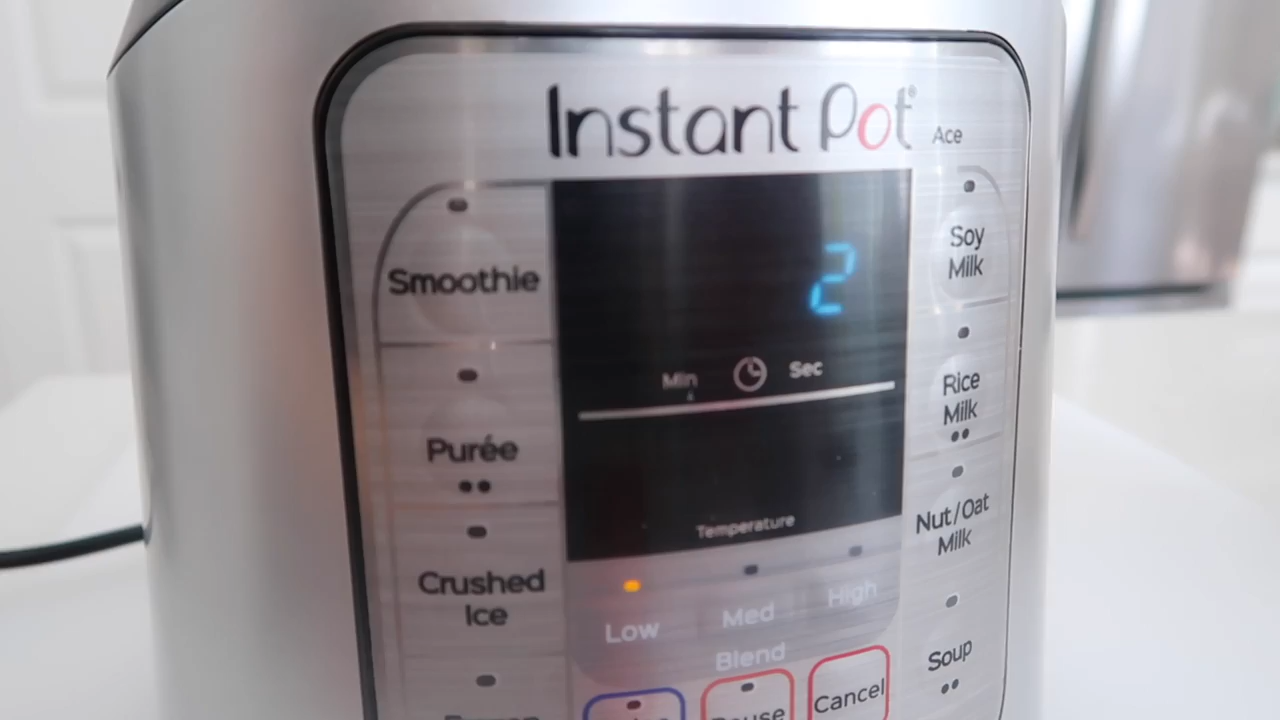 Instant Pot® Ace
Smoothie
Purée
Crushed
Ice
2
Min Sec
Temperature
Low Med High
Blend
Pause
Cancel
Soy
Milk
Rice
Milk
Nut/Oat
Milk
Soup